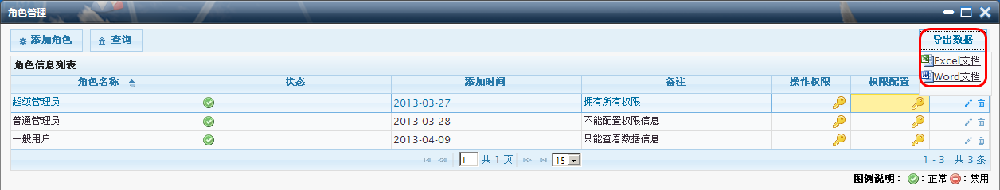 角色管理
添加角色 查询 导出数据
Excel文档
Word文档
角色信息列表
角色名称 状态 添加时间 备注 操作权限 权限配置
超级管理员 2013-03-27 拥有所有权限
普通管理员 2013-03-28 不能配置权限信息
一般用户 2013-04-09 只能查看数据信息
1 共 1 页 15 1 - 3 共 3 条
图例说明： ：正常 ：禁用